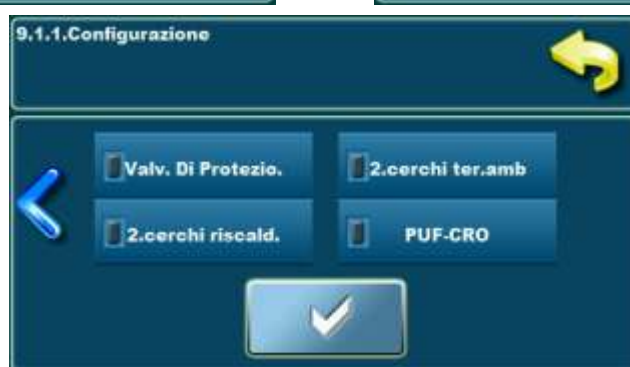 9.1.1.Configurazione
Valv. Di Protezio.
2.cerchi ter.amb
2.cerchi riscald.
PUF-CRO